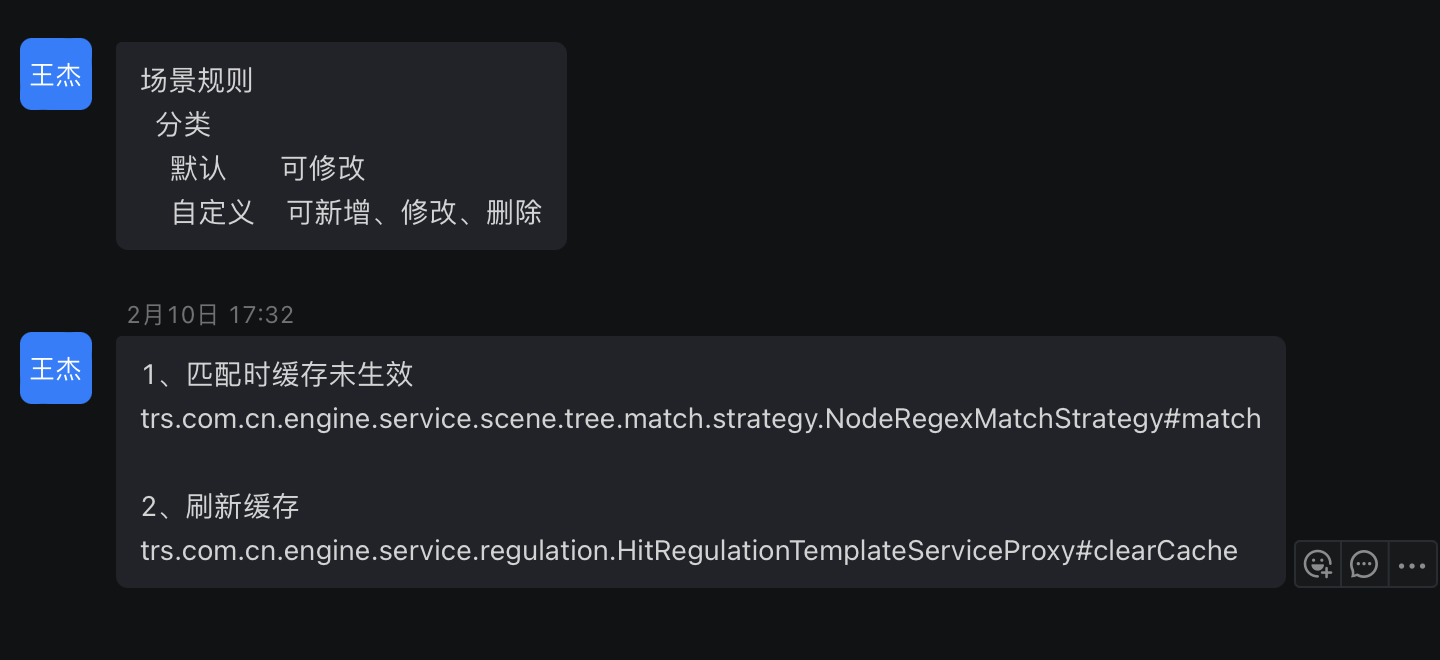 王杰
场景规则
分类
默认 可修改
自定义 可新增、修改、删除
2月10日 17:32
王杰
1、匹配时缓存未生效
trs.com.cn.engine.service.scene.tree.match.strategy.NodeRegexMatchStrategy#match
2、刷新缓存
trs.com.cn.engine.service.regulation.HitRegulationTemplateServiceProxy#clearCache